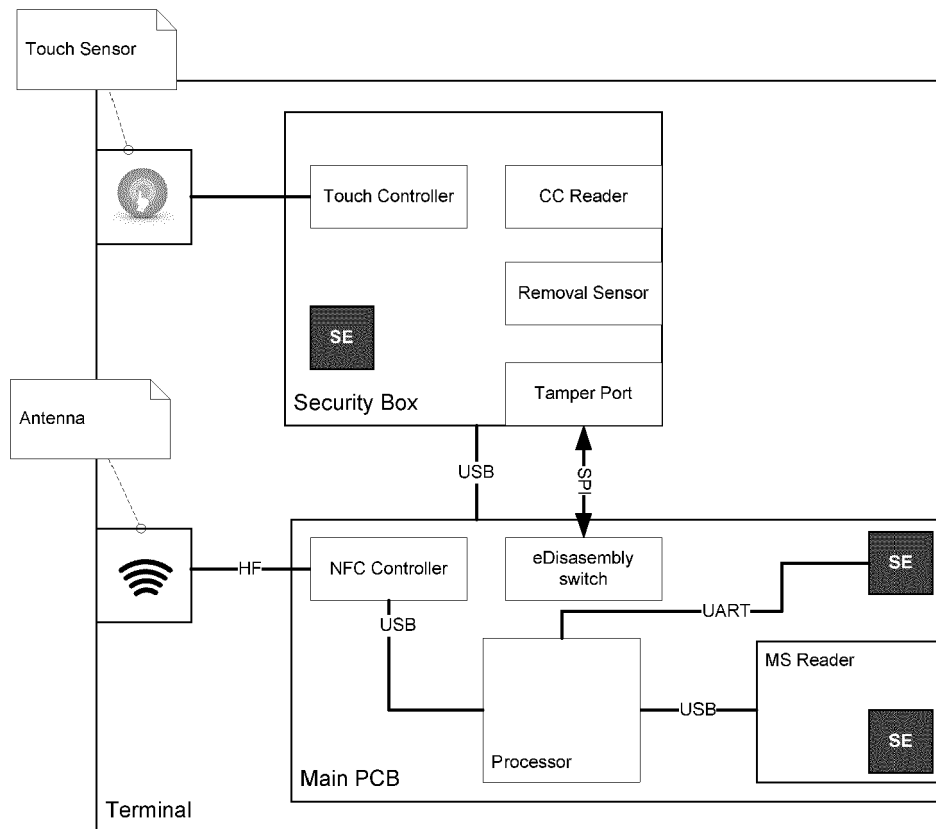 Touch Sensor
Touch Controller
CC Reader
Removal Sensor
SE
Tamper Port
Security Box
Antenna
USB
SPI
HF
NFC Controller
eDisassembly
switch
SE
USB
UART
MS Reader
USB
SE
Processor
Main PCB
Terminal